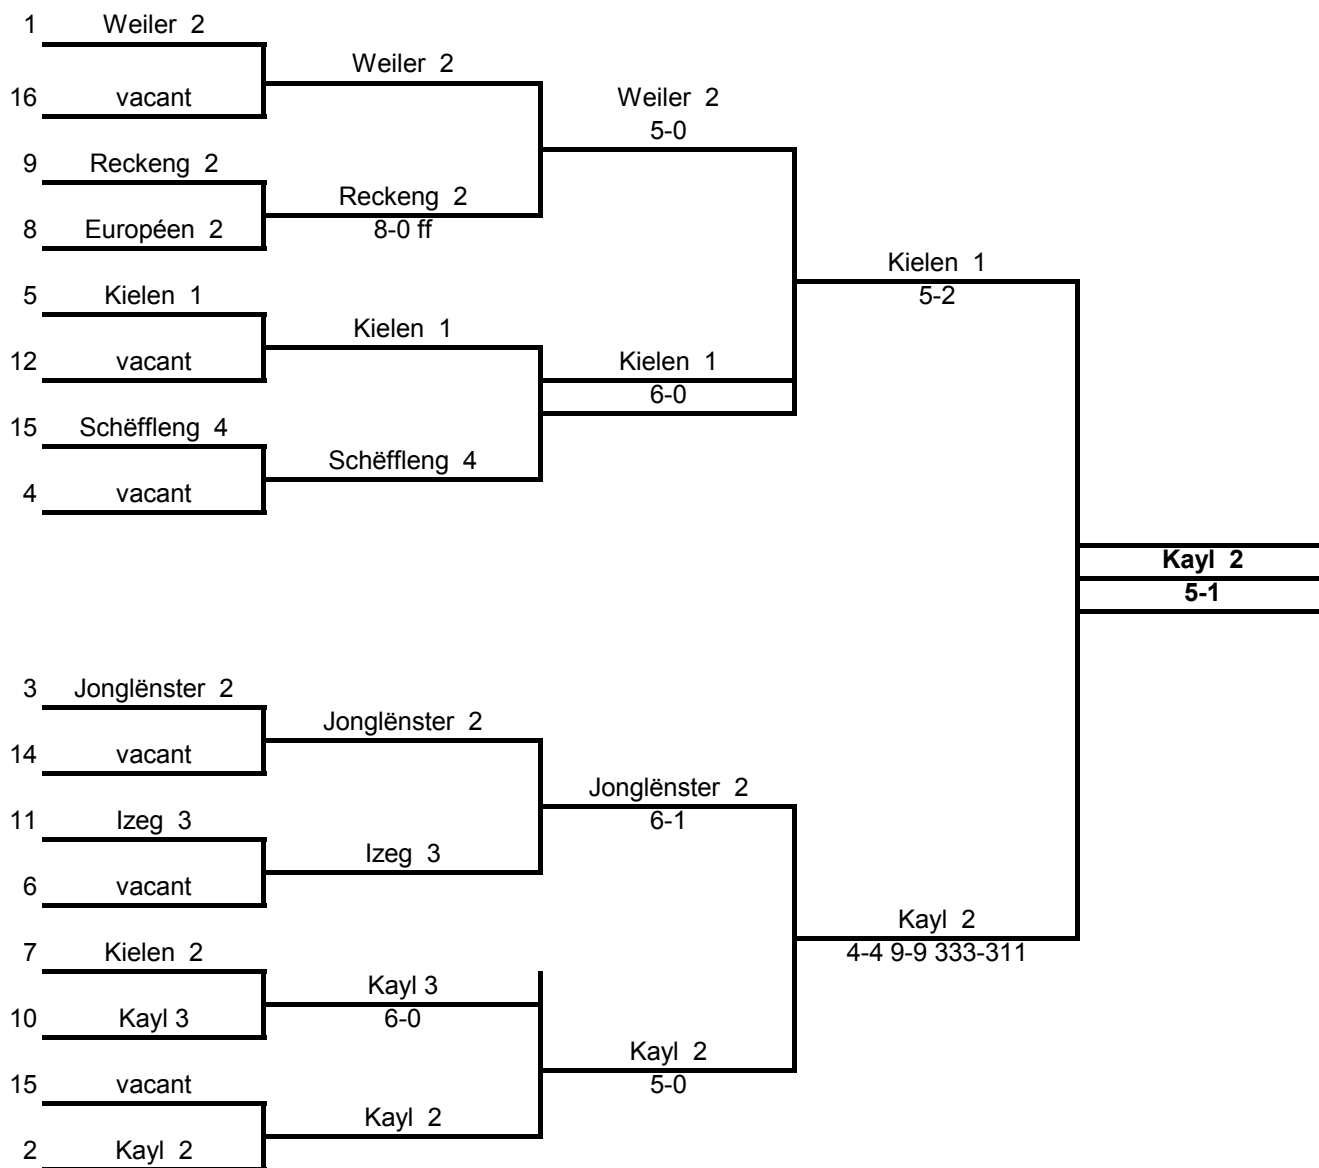 1 Weiler 2
Weiler 2
16 vacant
Weiler 2
5-0
9 Reckeng 2
Reckeng 2
8-0 ff
8 Européen 2
Kielen 1
5-2
5 Kielen 1
Kielen 1
12 vacant
Kielen 1
6-0
15 Schëffleng 4
Schëffleng 4
4 vacant
Kayl 2
5-1
3 Jonglënster 2
Jonglënster 2
14 vacant
Jonglënster 2
6-1
11 Izeg 3
Izeg 3
6 vacant
Kayl 2
4-4 9-9 333-311
7 Kielen 2
Kayl 3
6-0
10 Kayl 3
Kayl 2
5-0
15 vacant
Kayl 2
2 Kayl 2